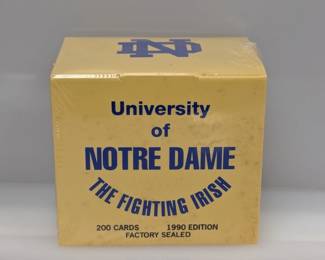 ND
University
of
NOTRE DAME
THE FIGHTING IRISH
200 CARDS 1990 EDITION
FACTORY SEALED